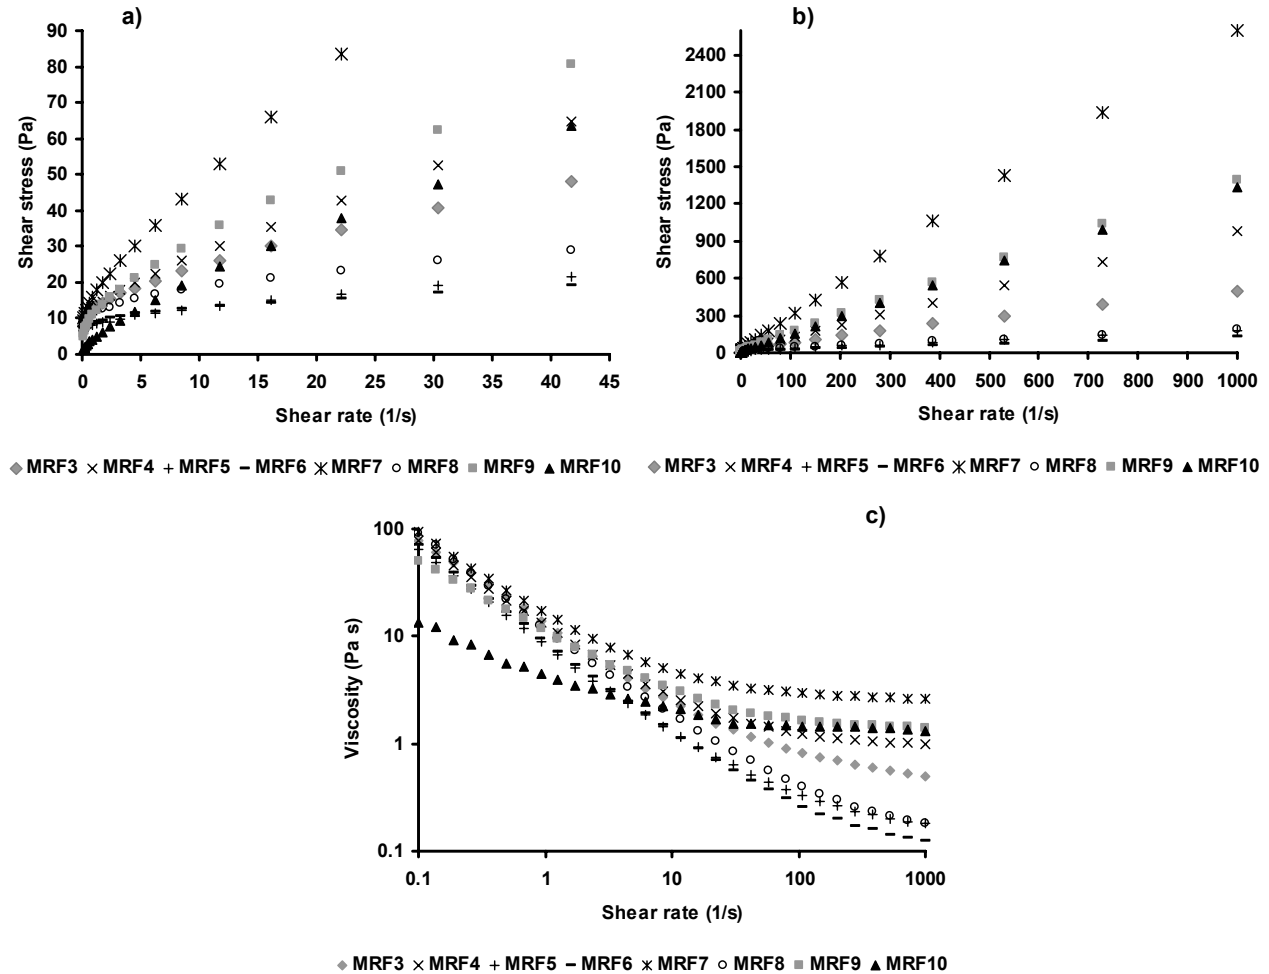 a)
Shear stress (Pa)
90
80
70
60
50
40
30
20
10
0
0 5 10 15 20 25 30 35 40 45
Shear rate (1/s)
MRF3 MRF4 MRF5 MRF6 MRF7 MRF8 MRF9 MRF10
b)
Shear stress (Pa)
2400
2100
1800
1500
1200
900
600
300
0
0 100 200 300 400 500 600 700 800 900 1000
Shear rate (1/s)
MRF3 MRF4 MRF5 MRF6 MRF7 MRF8 MRF9 MRF10
c)
Viscosity (Pa s)
100
10
1
0.1
0.1 1 10 100 1000
Shear rate (1/s)
MRF3 MRF4 MRF5 MRF6 MRF7 MRF8 MRF9 MRF10